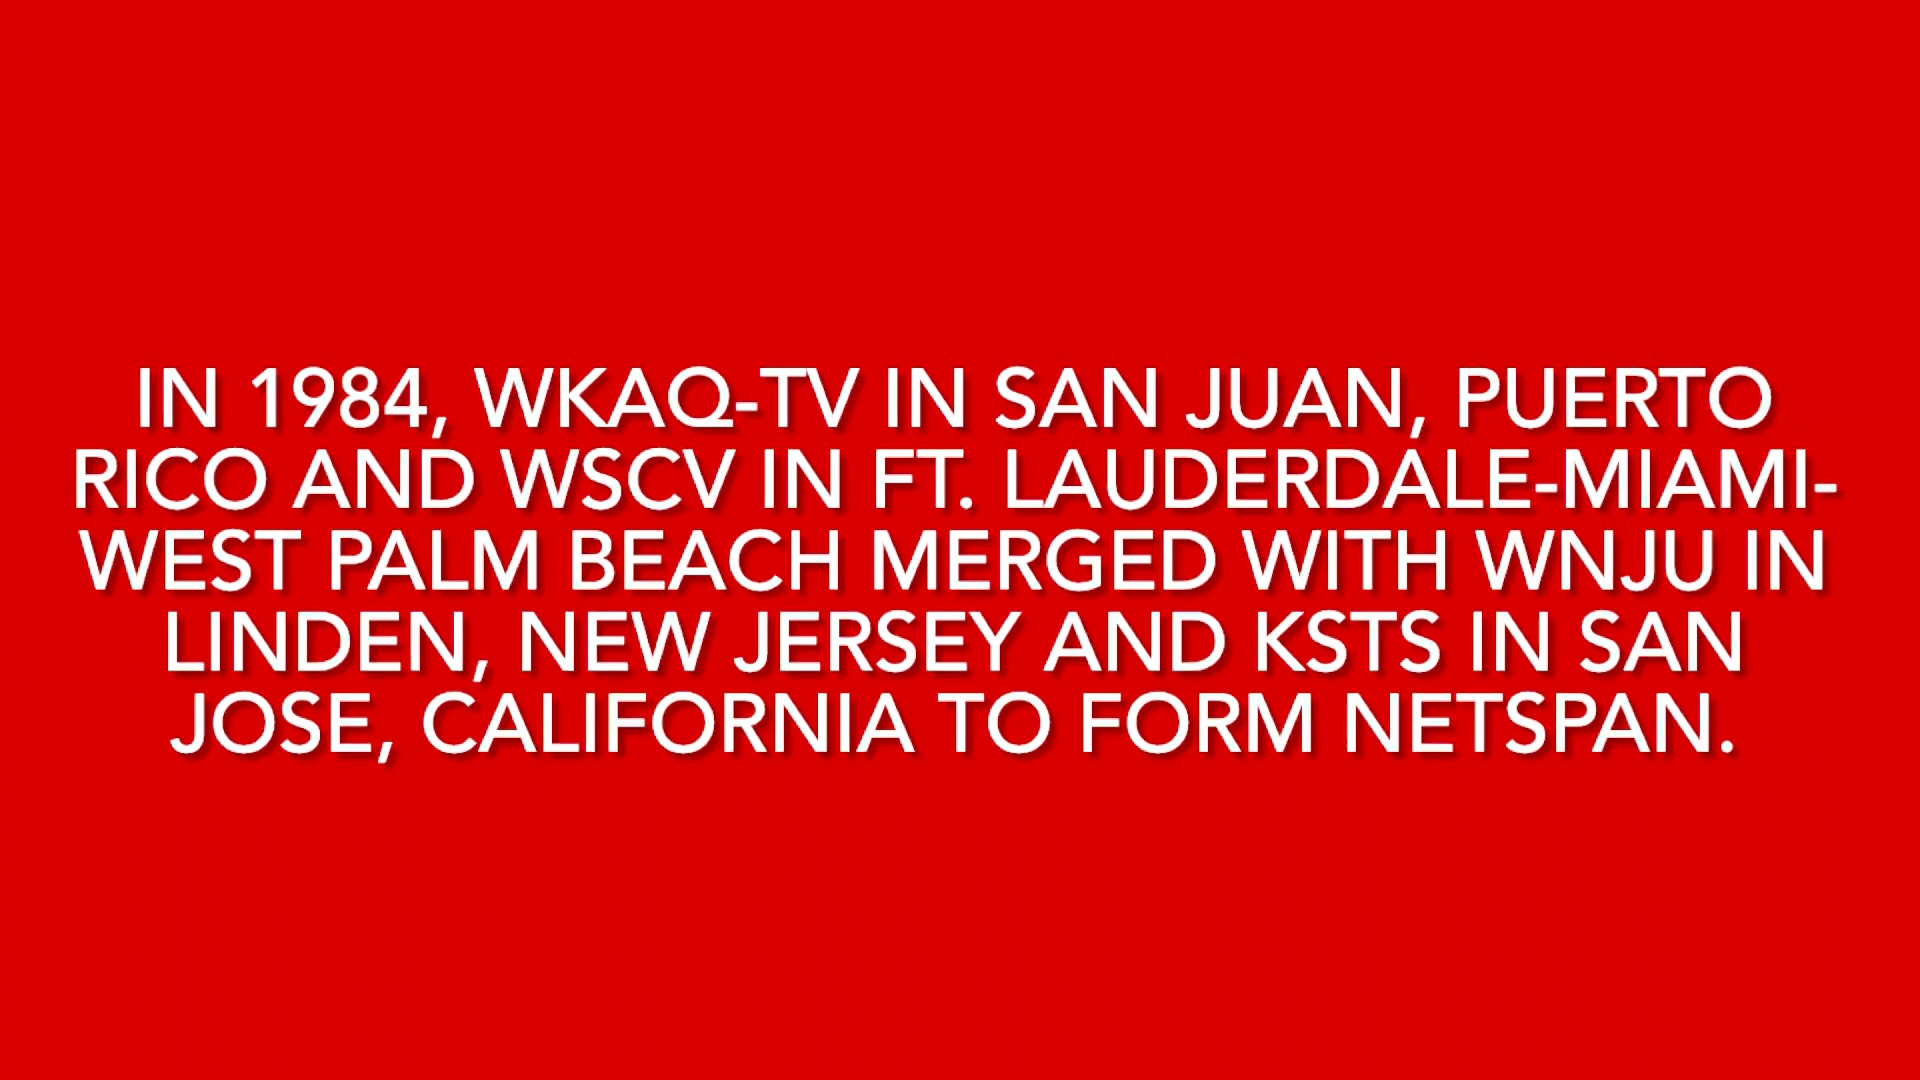 IN 1984, WKAQ-TV IN SAN JUAN, PUERTO
RICO AND WSCV IN FT. LAUDERDALE-MIAMI-
WEST PALM BEACH MERGED WITH WNJU IN
LINDEN, NEW JERSEY AND KSTS IN SAN
JOSE, CALIFORNIA TO FORM NETSPAN.